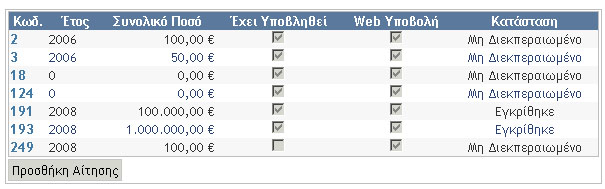 Κωδ. Έτος Συνολικό Ποσό Έχει Υποβληθεί Web Υποβολή Κατάσταση
2 2006 100,00 € Μη Διεκπεραιωμένο
3 2006 50,00 € Μη Διεκπεραιωμένο
18 0 0,00 € Μη Διεκπεραιωμένο
124 0 0,00 € Μη Διεκπεραιωμένο
191 2008 100.000,00 € Εγκρίθηκε
193 2008 1.000.000,00 € Εγκρίθηκε
249 2008 100,00 € Μη Διεκπεραιωμένο
Προσθήκη Αίτησης